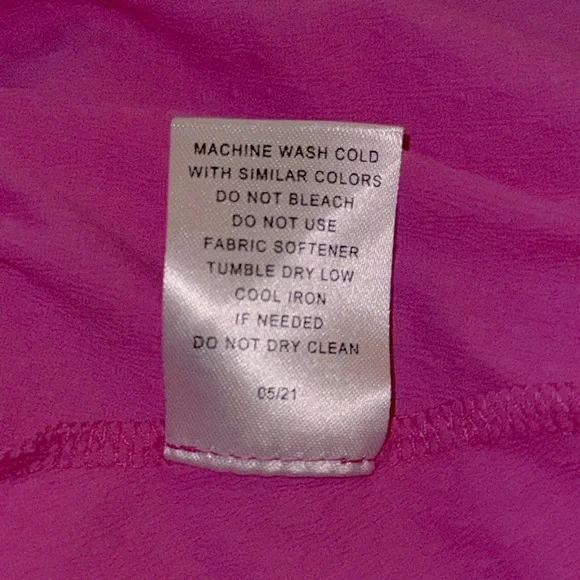 MACHINE WASH COLD
WITH SIMILAR COLORS
DO NOT BLEACH
DO NOT USE
FABRIC SOFTENER
TUMBLE DRY LOW
COOL IRON
IF NEEDED
DO NOT DRY CLEAN
05/21